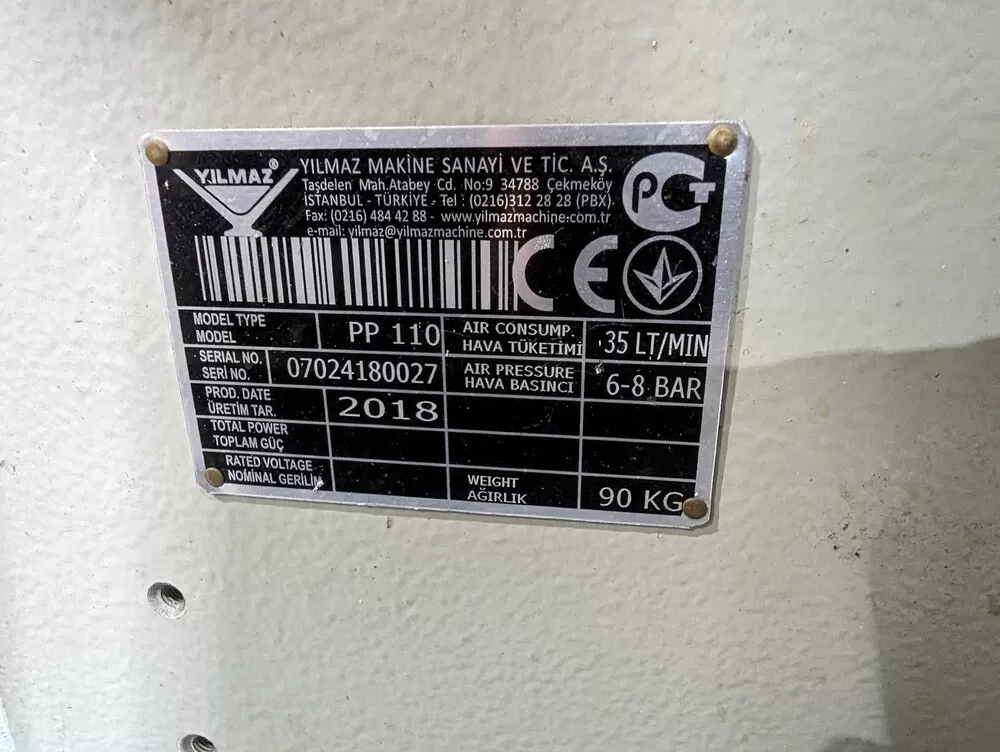 YILMAZ®
YILMAZ MAKİNE SANAYİ VE TİC. A.Ş.
Taşdelen Mah.Atabey Cd. No:9 34788 Çekmeköy
İSTANBUL - TÜRKİYE - Tel : (0216)312 28 28 (PBX)
Fax: (0216) 484 42 88 - www.yilmazmachine.com.tr
e-mail: yilmaz@yilmazmachine.com.tr
PCT
CE
MODEL TYPE
MODEL
PP 110
AIR CONSUMP.
HAVA TÜKETİMİ
35 LT/MIN
SERIAL NO.
SERİ NO.
07024180027
AIR PRESSURE
HAVA BASINCI
6-8 BAR
PROD. DATE
ÜRETİM TAR.
2018
TOTAL POWER
TOPLAM GÜÇ
RATED VOLTAGE
NOMİNAL GERİLİM
WEIGHT
AĞIRLIK
90 KG